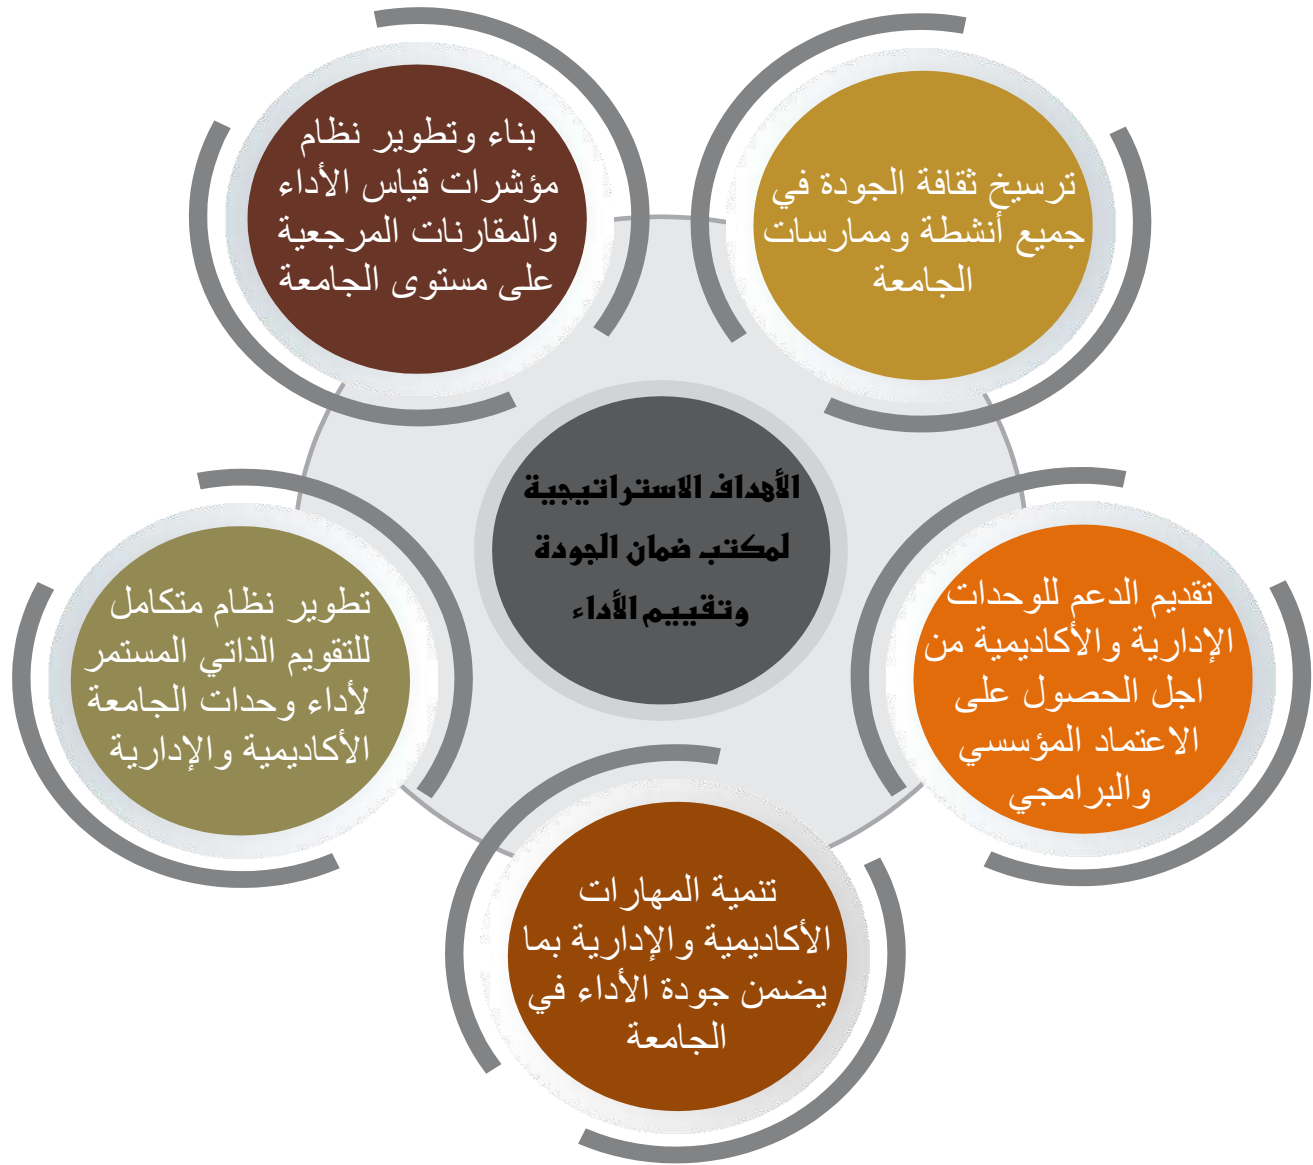 الأهداف الاستراتيجية
لمكتب ضمان الجودة
وتقييم الأداء
ترسيخ ثقافة الجودة في
جميع أنشطة وممارسات
الجامعة
تقديم الدعم للوحدات
الإدارية والأكاديمية من
اجل الحصول على
الاعتماد المؤسسي
والبرامجي
تنمية المهارات
الأكاديمية والإدارية بما
يضمن جودة الأداء في
الجامعة
تطوير نظام متكامل
للتقويم الذاتي المستمر
لأداء وحدات الجامعة
الأكاديمية والإدارية
بناء وتطوير نظام
مؤشرات قياس الأداء
والمقارنات المرجعية
على مستوى الجامعة